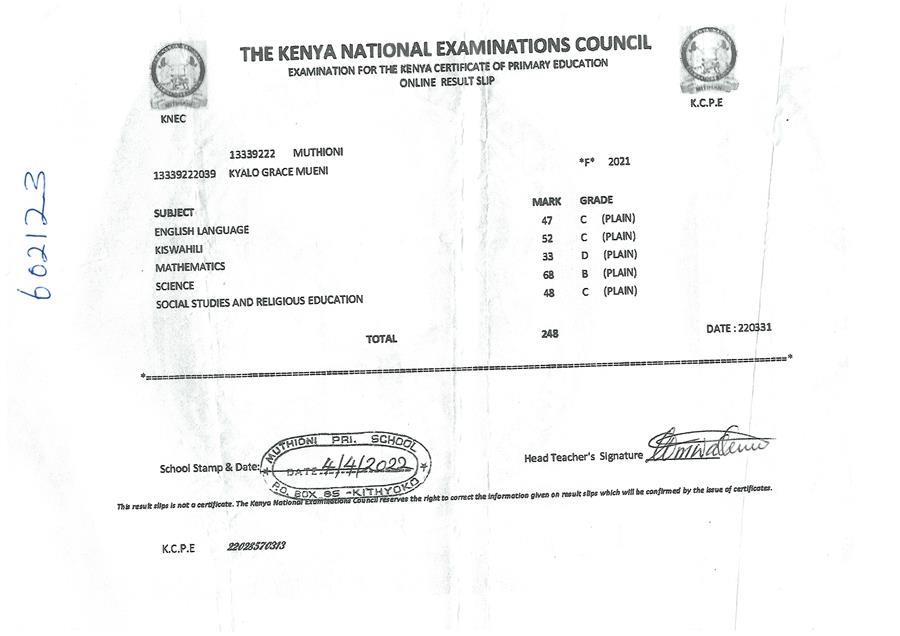 THE KENYA NATIONAL EXAMINATIONS COUNCIL
EXAMINATION FOR THE KENYA CERTIFICATE OF PRIMARY EDUCATION
ONLINE RESULT SLIP
KNEC
K.C.P.E
13339222 MUTHIONI
*F* 2021
13339222039 KYALO GRACE MUENI
SUBJECT MARK GRADE
ENGLISH LANGUAGE 47 C (PLAIN)
KISWAHILI 52 C (PLAIN)
MATHEMATICS 33 D (PLAIN)
SCIENCE 68 B (PLAIN)
SOCIAL STUDIES AND RELIGIOUS EDUCATION 48 C (PLAIN)
TOTAL 248 DATE : 220331
602123
School Stamp & Date:
MUTHIONI PRI. SCHOOL
DATE 4/4/2022
P.O. BOX 85 - KITHYOKO
Head Teacher's Signature
This result slips is not a certificate. The Kenya National Examinations Council reserves the right to correct the information given on result slips which will be confirmed by the issue of certificates.
K.C.P.E 22028570313